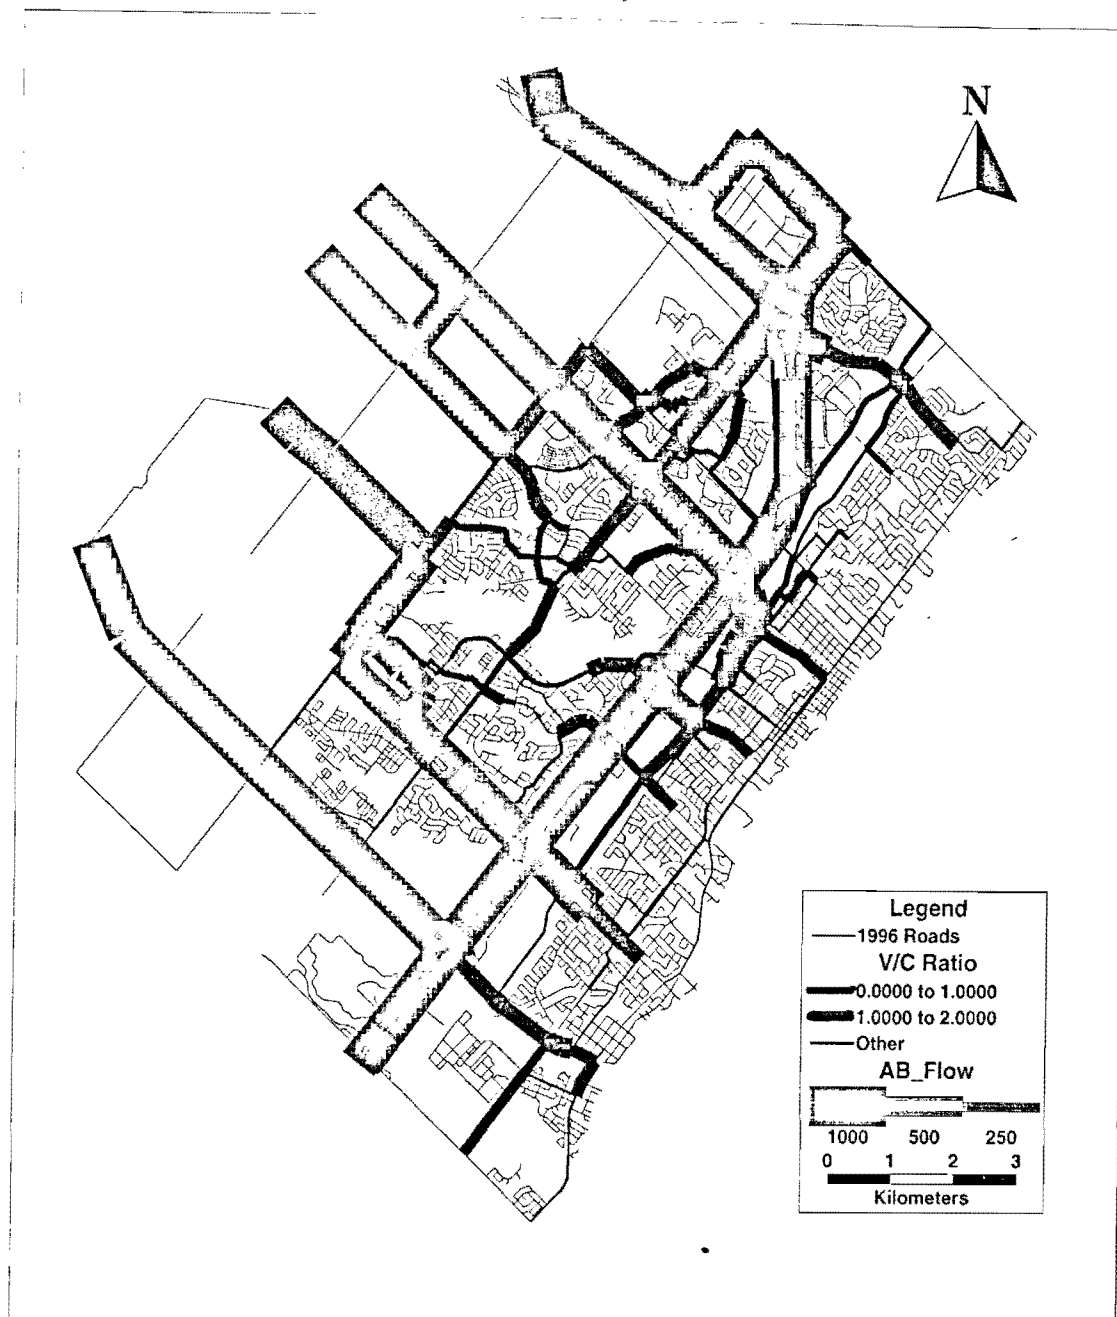 N
Legend
1996 Roads
V/C Ratio
0.0000 to 1.0000
1.0000 to 2.0000
Other
AB_Flow
1000 500 250
0 1 2 3
Kilometers